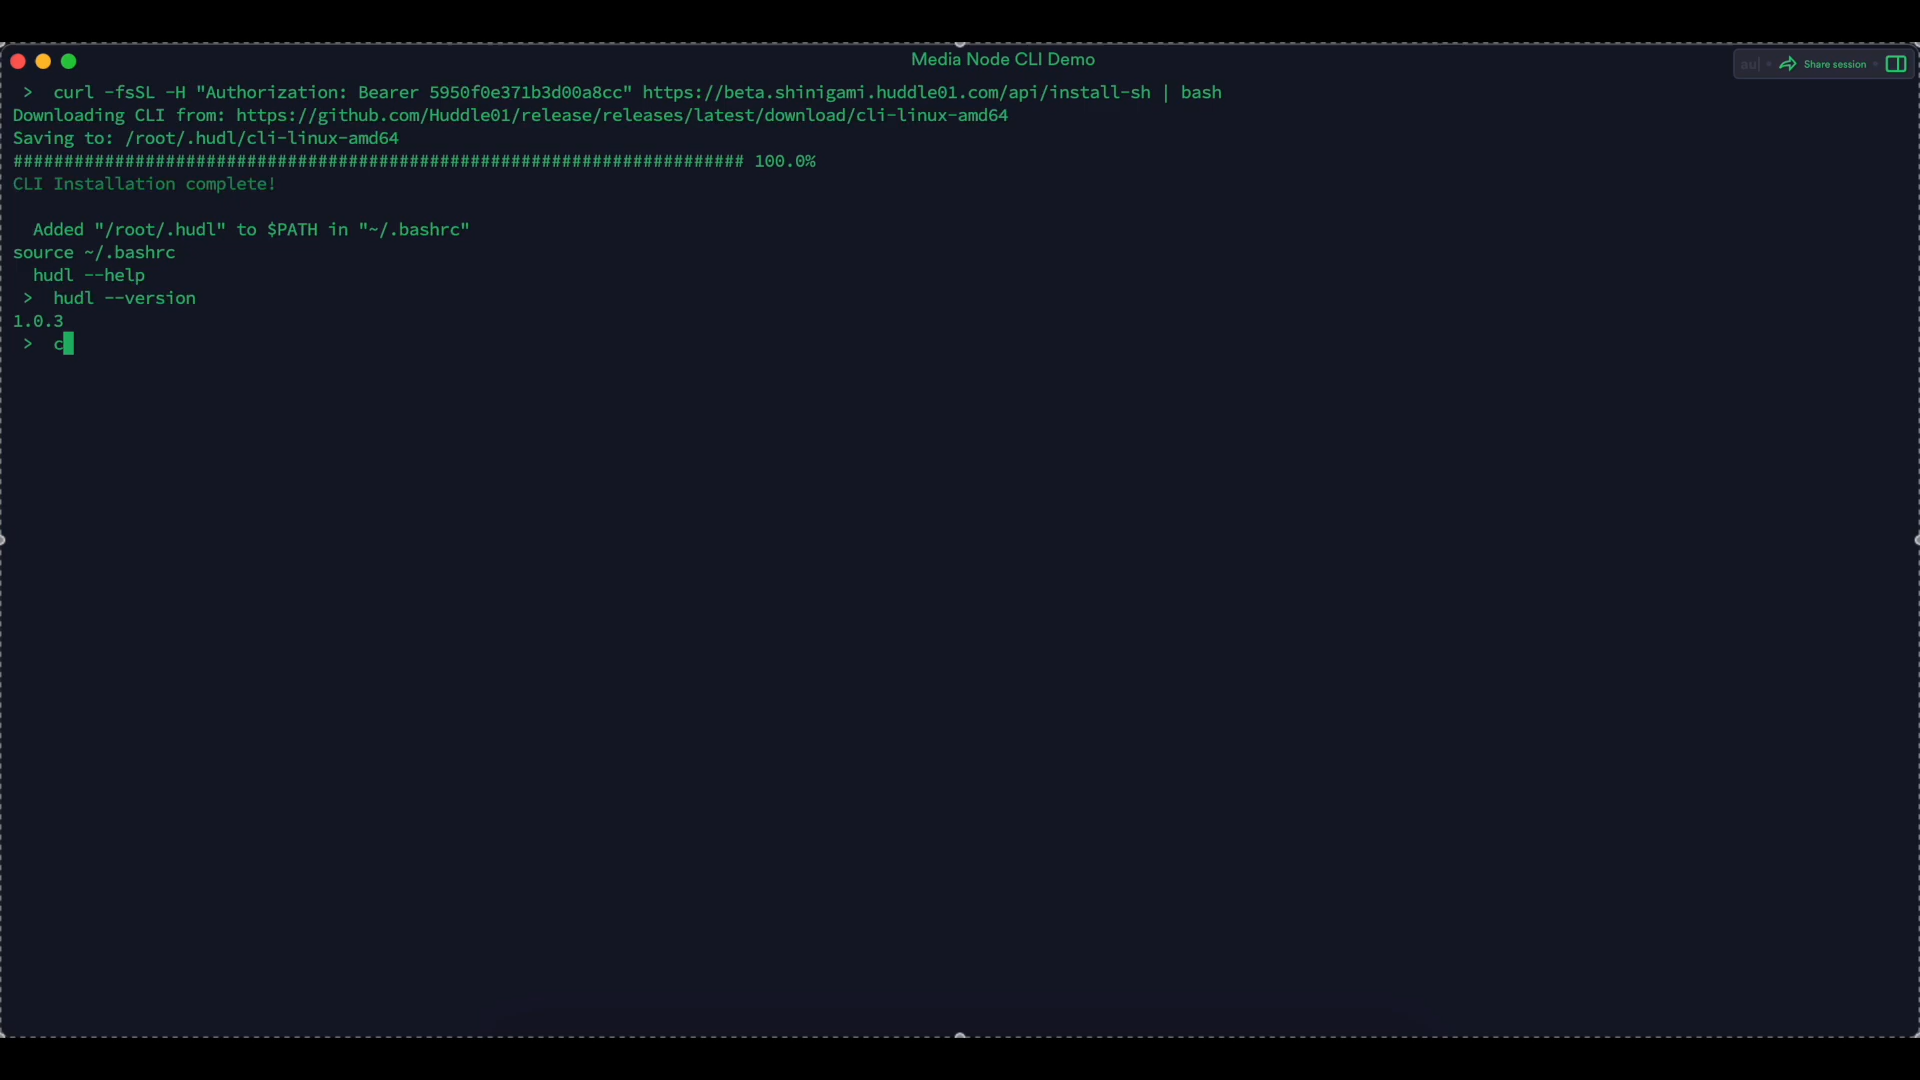 Media Node CLI Demo
au| Share session
> curl -fsSL -H "Authorization: Bearer 5950f0e371b3d00a8cc" https://beta.shinigami.huddle01.com/api/install-sh | bash
Downloading CLI from: https://github.com/Huddle01/release/releases/latest/download/cli-linux-amd64
Saving to: /root/.hudl/cli-linux-amd64
######################################################################## 100.0%
CLI Installation complete!
Added "/root/.hudl" to $PATH in "~/.bashrc"
source ~/.bashrc
hudl --help
> hudl --version
1.0.3
> c